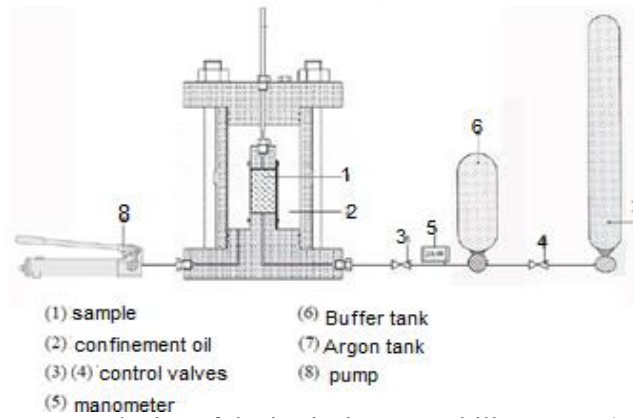 6
1
2
5
8
3
4
(1) sample
(2) confinement oil
(3) (4) control valves
(5) manometer
(6) Buffer tank
(7) Argon tank
(8) pump